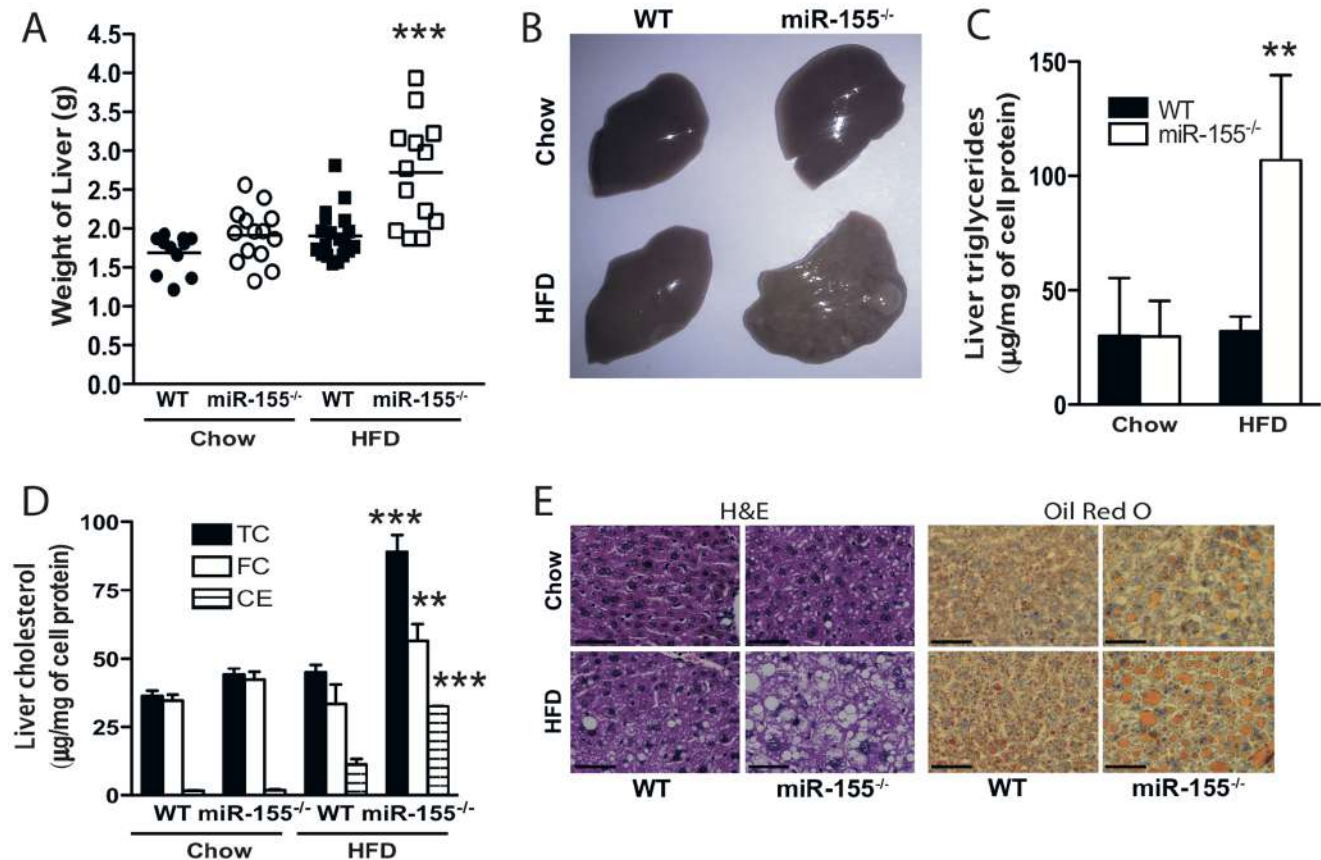 A
Weight of Liver (g)
4.5
4.0
3.5
3.0
2.5
2.0
1.5
1.0
0.5
0.0
***
WT miR-155-/- WT miR-155-/-
Chow HFD
B
WT miR-155-/-
Chow
HFD
C
Liver triglycerides
(µg/mg of cell protein)
150
100
50
0
**
WT
miR-155-/-
Chow HFD
D
Liver cholesterol
(µg/mg of cell protein)
100
75
50
25
0
TC
FC
CE
***
**
***
WT miR-155-/- WT miR-155-/-
Chow HFD
E
H&E Oil Red O
Chow
HFD
WT miR-155-/- WT miR-155-/-